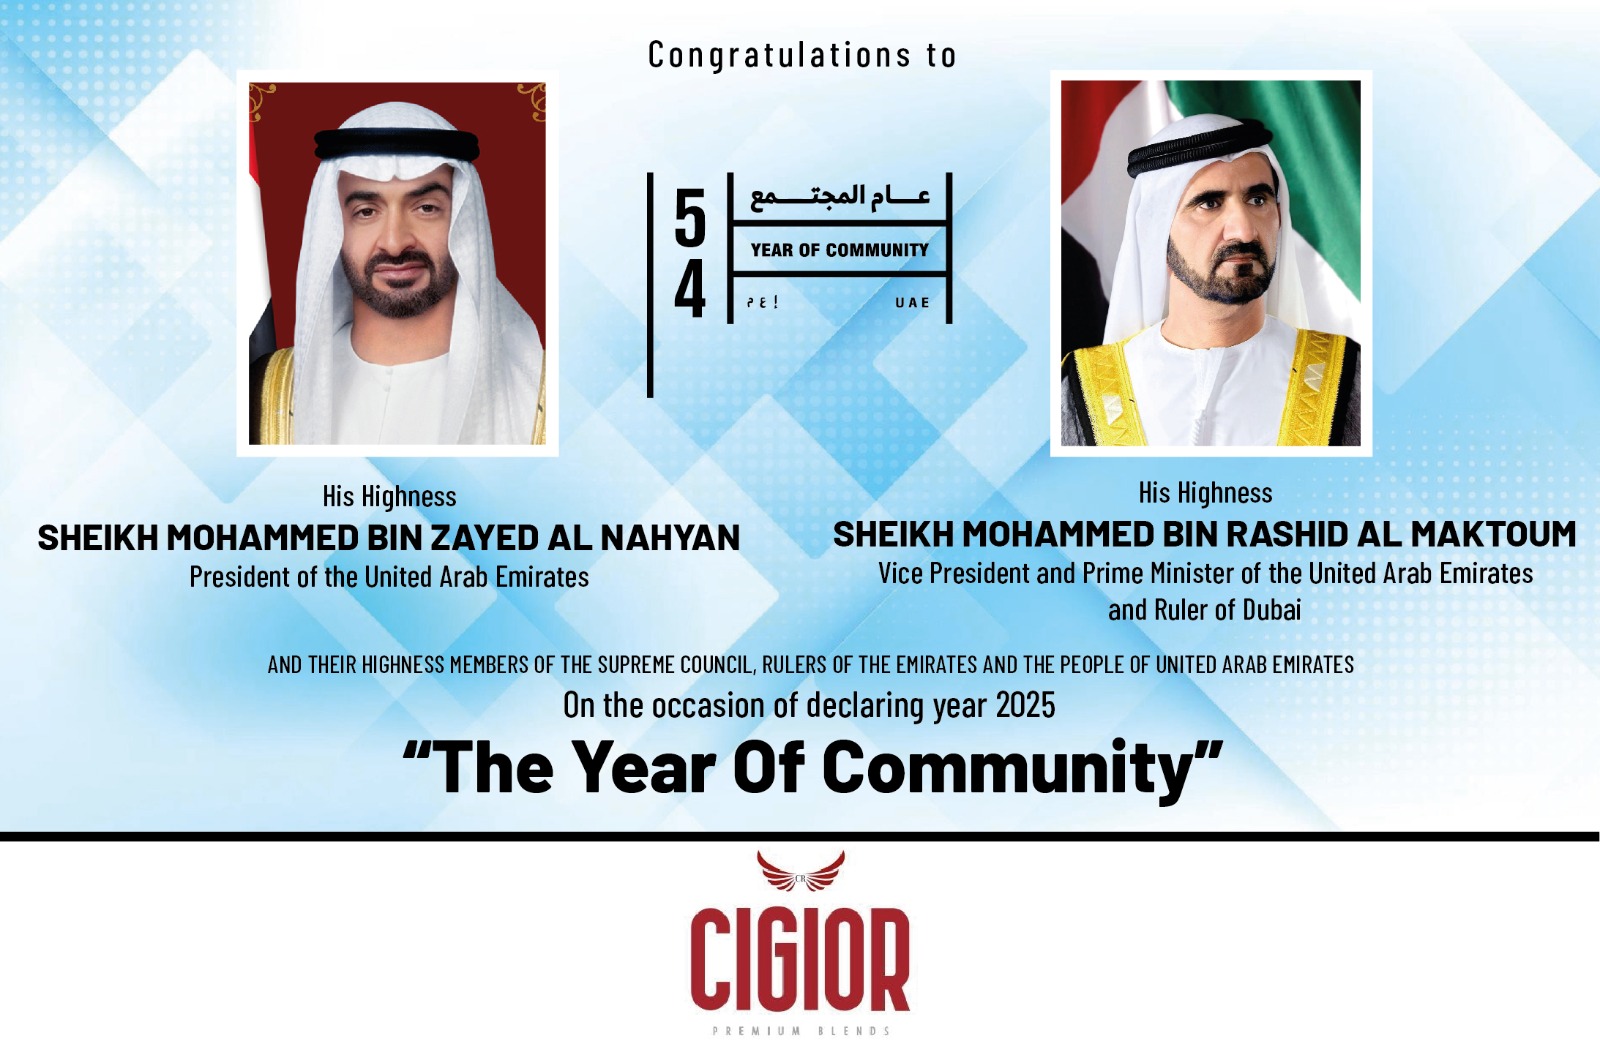 Congratulations to
5
4
عام المجتمع
YEAR OF COMMUNITY
UAE
His Highness
SHEIKH MOHAMMED BIN ZAYED AL NAHYAN
President of the United Arab Emirates
His Highness
SHEIKH MOHAMMED BIN RASHID AL MAKTOUM
Vice President and Prime Minister of the United Arab Emirates
and Ruler of Dubai
AND THEIR HIGHNESS MEMBERS OF THE SUPREME COUNCIL, RULERS OF THE EMIRATES AND THE PEOPLE OF UNITED ARAB EMIRATES
On the occasion of declaring year 2025
“The Year Of Community”
CR
CIGIOR
PREMIUM BLENDS